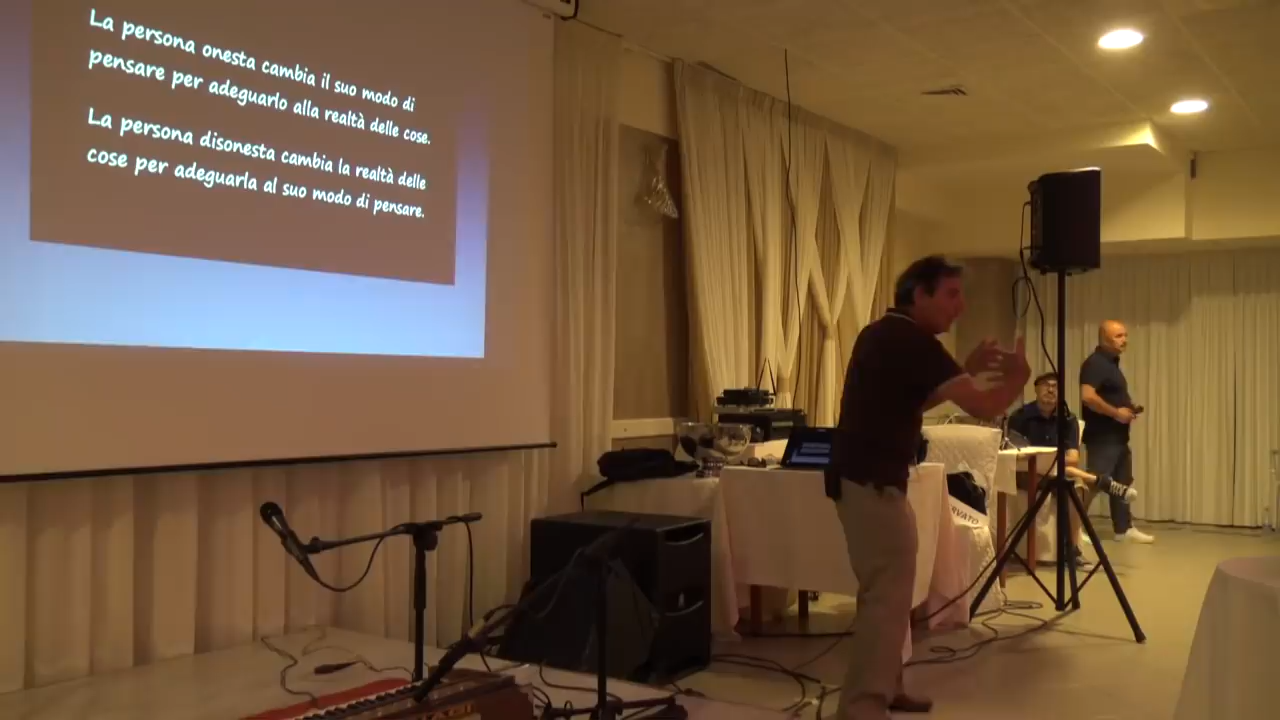 La persona onesta cambia il suo modo di
pensare per adeguarlo alla realtà delle cose.
La persona disonesta cambia la realtà delle
cose per adeguarla al suo modo di pensare.
RVATO